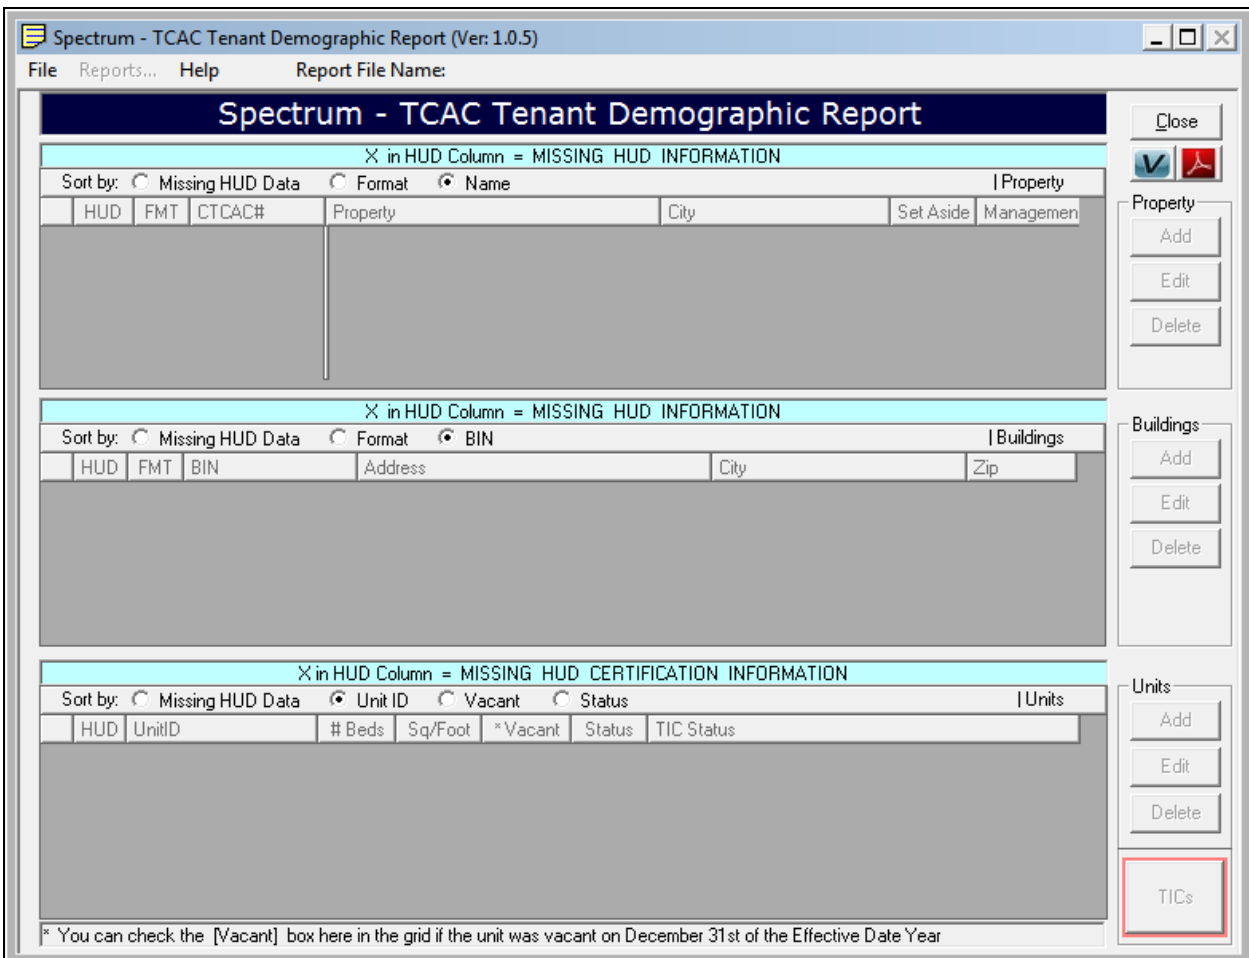 Spectrum - TCAC Tenant Demographic Report (Ver: 1.0.5)
File Reports... Help Report File Name:
Spectrum - TCAC Tenant Demographic Report
Close
X in HUD Column = MISSING HUD INFORMATION
Sort by: Missing HUD Data Format Name | Property
HUD FMT CTCAC# Property City Set Aside Managemen
Property
Add
Edit
Delete
X in HUD Column = MISSING HUD INFORMATION
Sort by: Missing HUD Data Format BIN | Buildings
HUD FMT BIN Address City Zip
Buildings
Add
Edit
Delete
X in HUD Column = MISSING HUD CERTIFICATION INFORMATION
Sort by: Missing HUD Data Unit ID Vacant Status | Units
HUD UnitID # Beds Sq/Foot * Vacant Status TIC Status
Units
Add
Edit
Delete
TICs
* You can check the [Vacant] box here in the grid if the unit was vacant on December 31st of the Effective Date Year